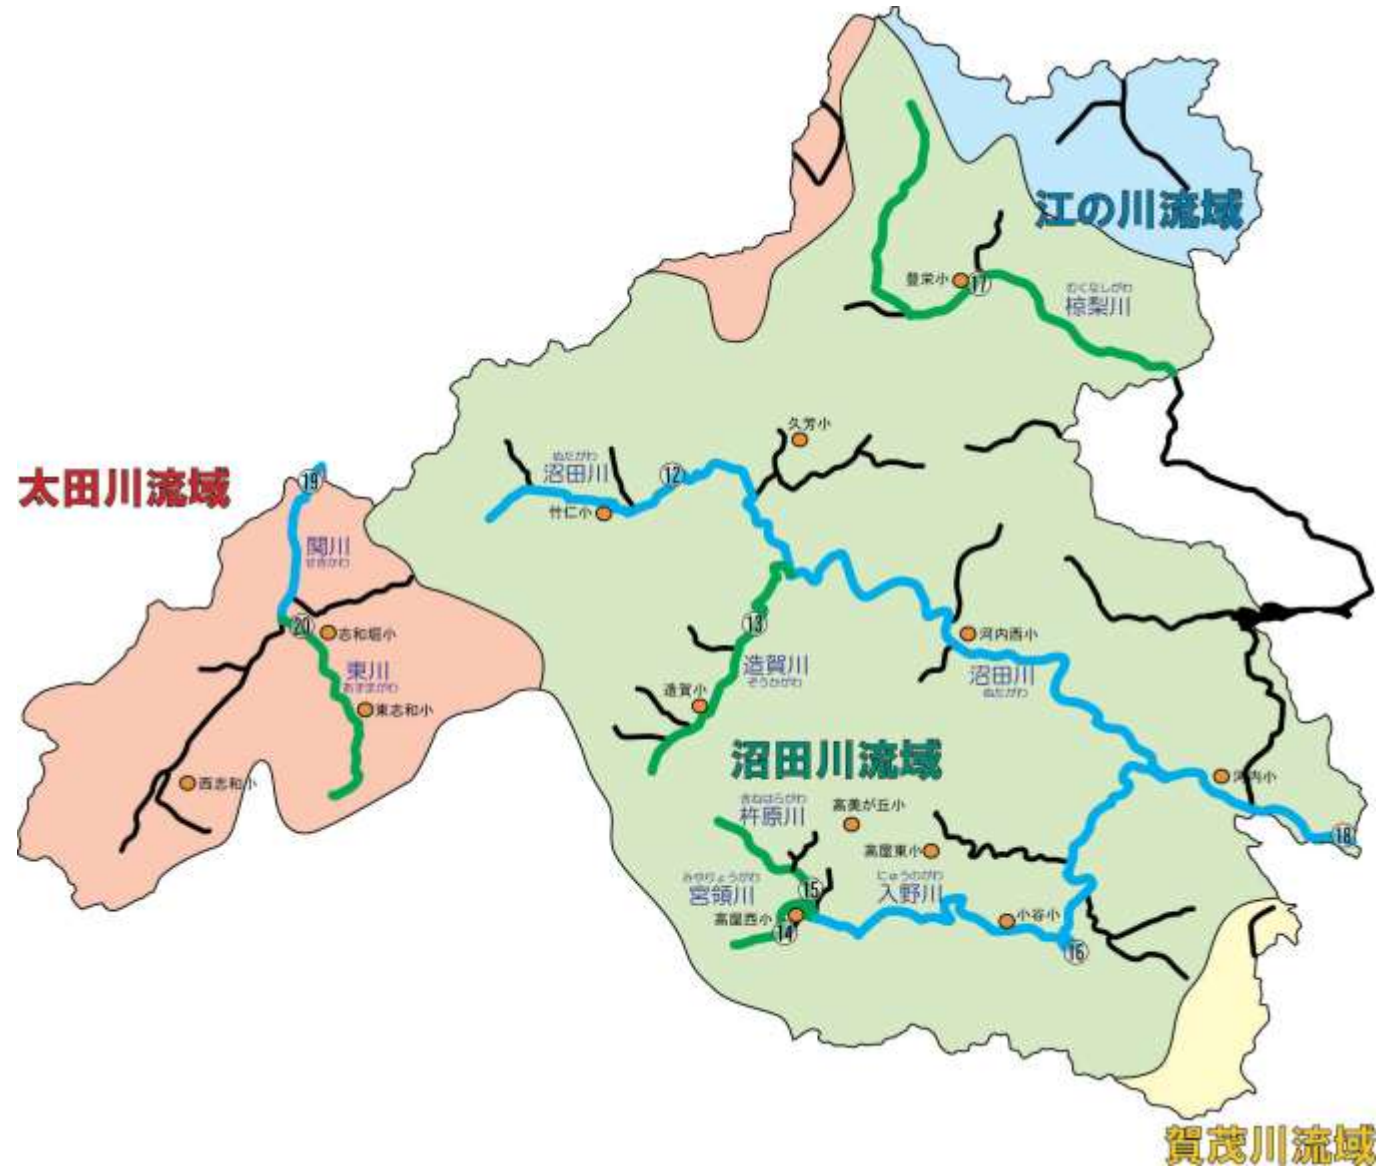 江の川流域
豊栄小
⑰
むくなしがわ
椋梨川
久芳小
太田川流域
⑲
ぬたがわ
沼田川
⑫
竹仁小
関川
せきがわ
⑳
志和堀小
東川
あずまがわ
東志和小
西志和小
⑬
造賀川
ぞうかがわ
造賀小
河内西小
沼田川
ぬたがわ
沼田川流域
河内小
⑱
きねはらがわ
杵原川
高美が丘小
高屋東小
みやりょうがわ
宮領川
⑮
にゅうのがわ
入野川
高屋西小
⑭
小谷小
⑯
賀茂川流域